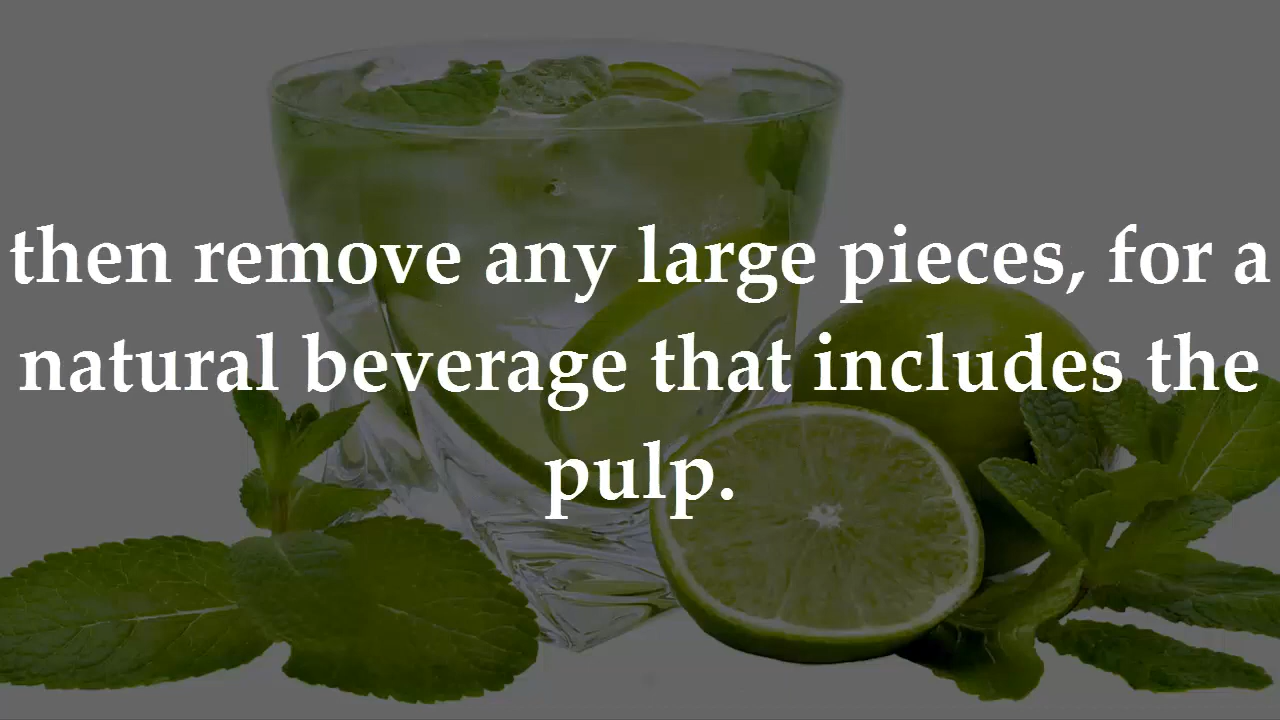 then remove any large pieces, for a
natural beverage that includes the
pulp.